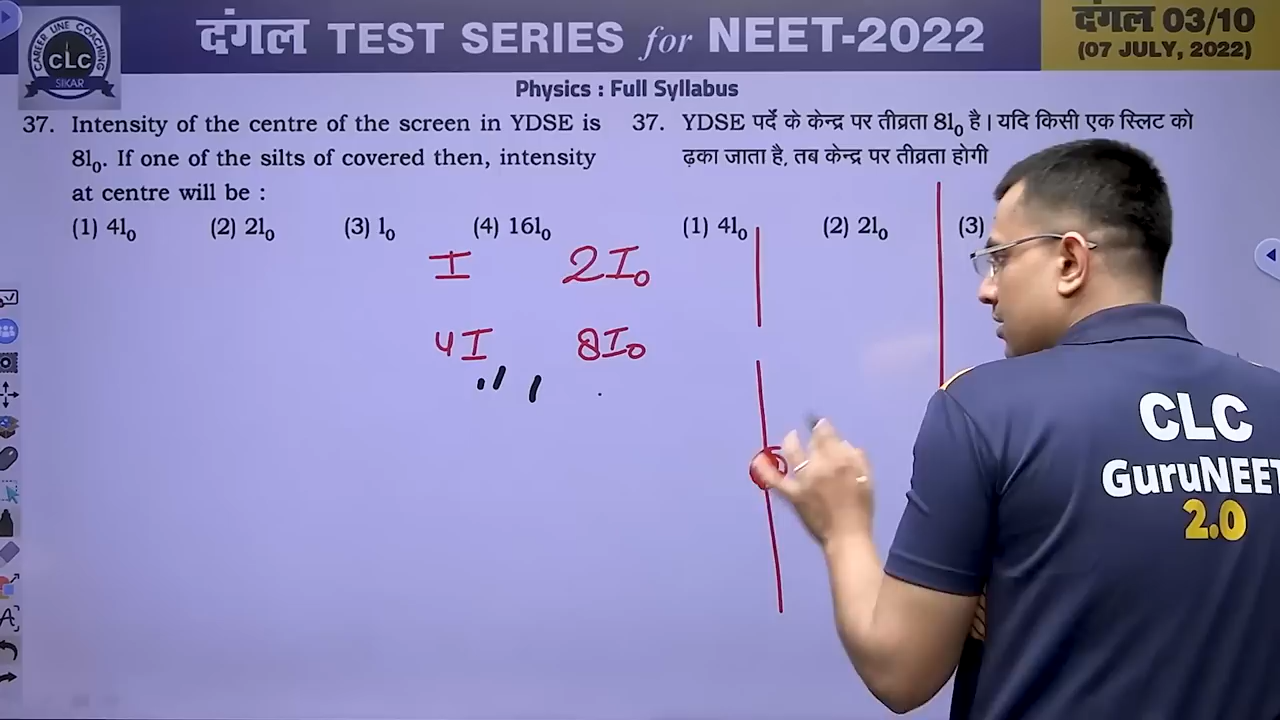 दंगल TEST SERIES for NEET-2022
दंगल 03/10
(07 JULY, 2022)
CAREER LINE COACHING
CLC
SIKAR
Physics : Full Syllabus
37. Intensity of the centre of the screen in YDSE is
8I₀. If one of the silts of covered then, intensity
at centre will be :
(1) 4I₀ (2) 2I₀ (3) I₀ (4) 16I₀
37. YDSE पर्दे के केन्द्र पर तीव्रता 8I₀ है। यदि किसी एक स्लिट को
ढ़का जाता है, तब केन्द्र पर तीव्रता होगी
(1) 4I₀ (2) 2I₀ (3)
I 2I₀
4I 8I₀
CLC
GuruNEET
2.0